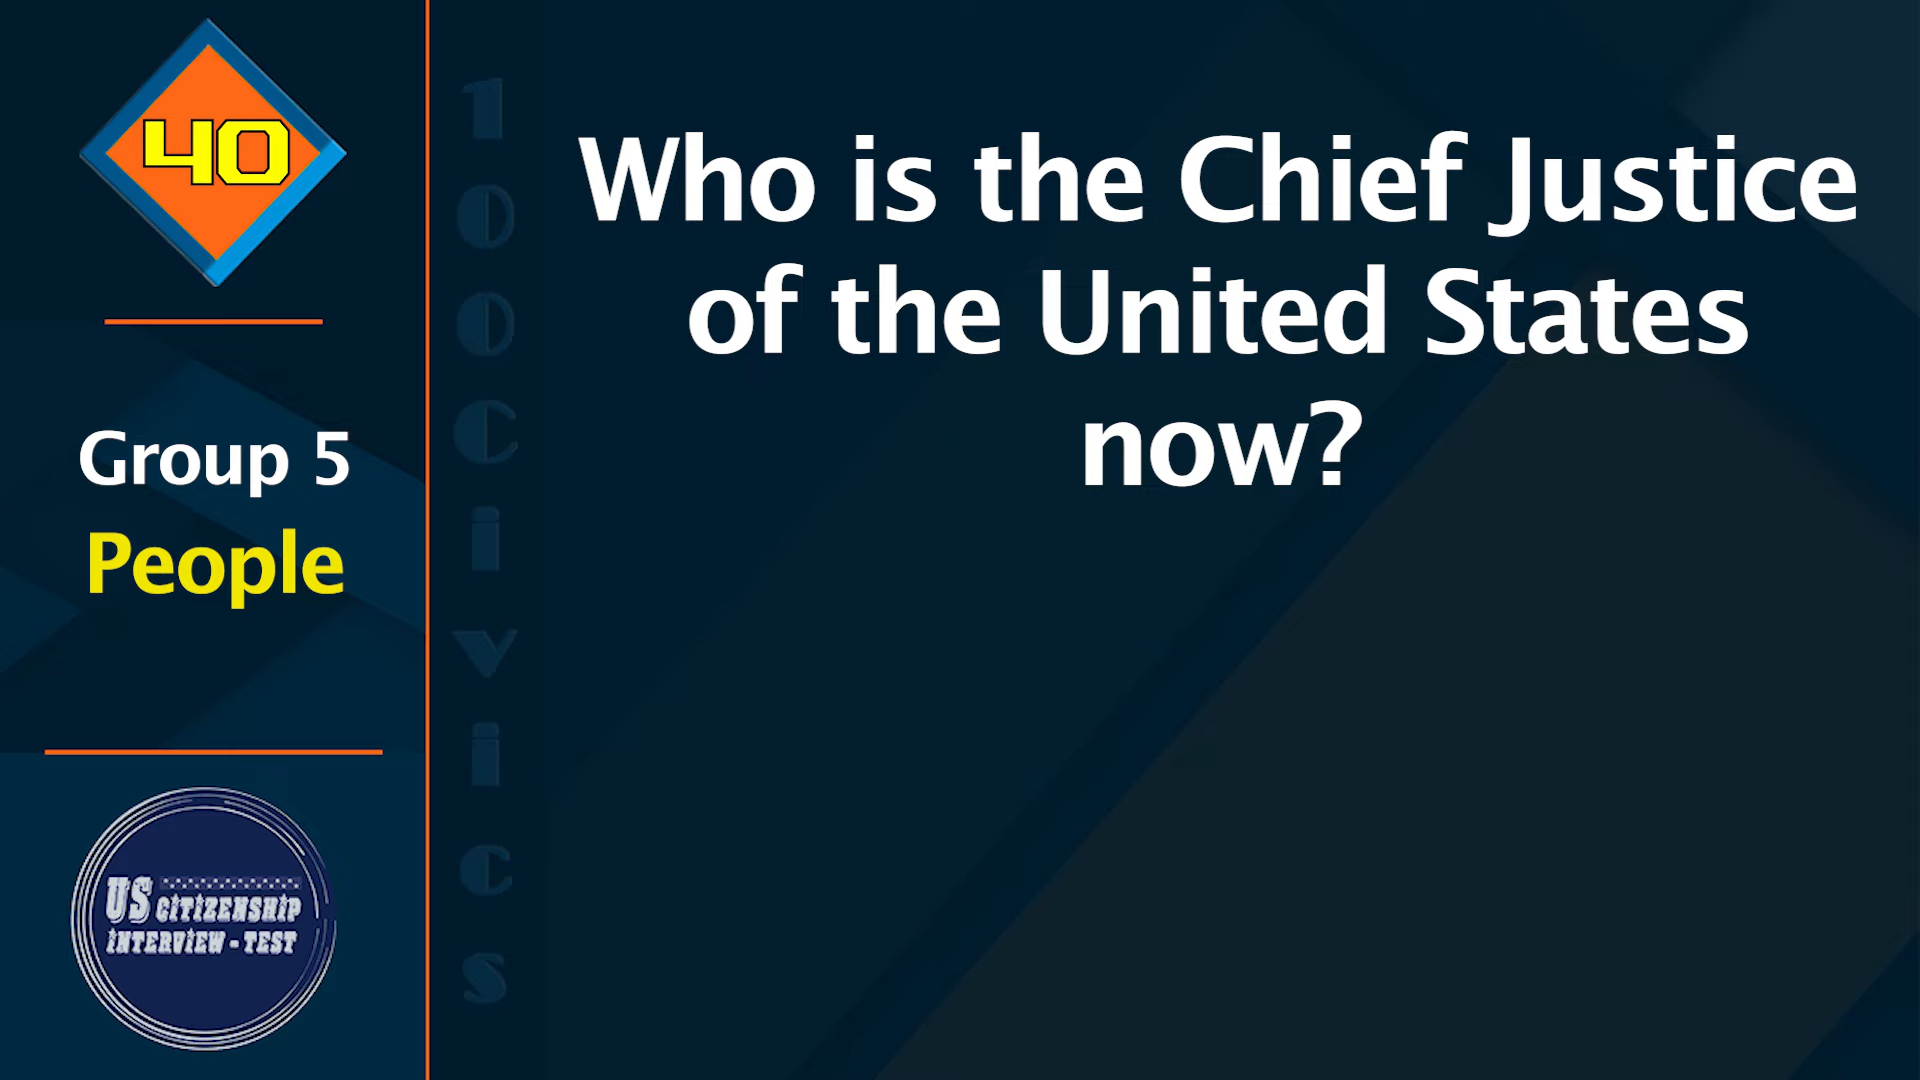 40
Group 5
People
US CITIZENSHIP
INTERVIEW - TEST
100 Civics
Who is the Chief Justice
of the United States
now?